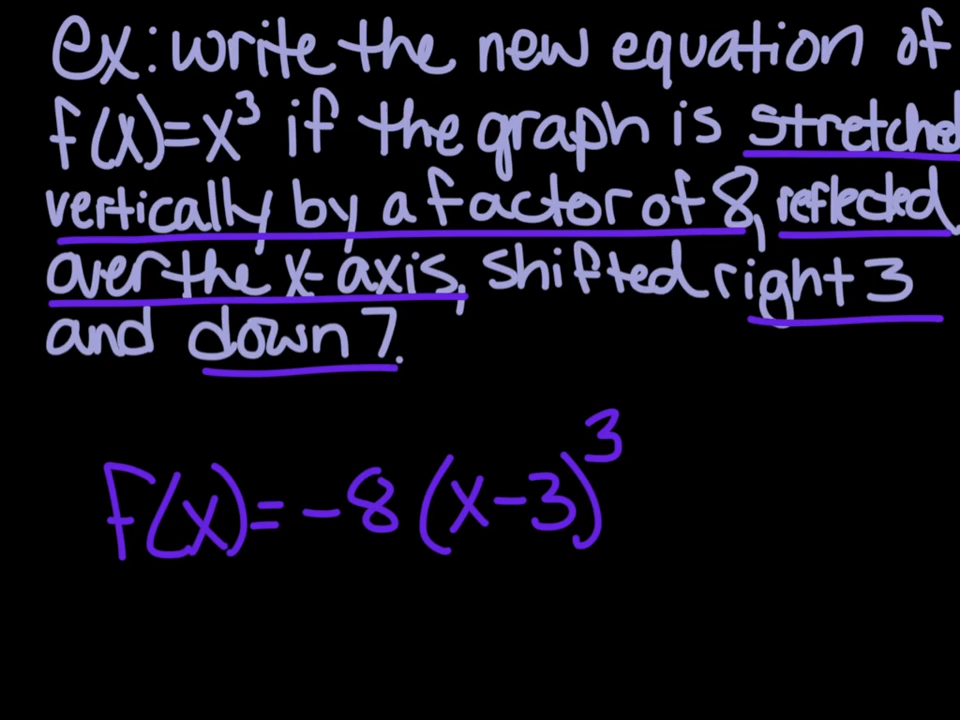 ex: write the new equation of
f(x)=x³ if the graph is stretched
vertically by a factor of 8, reflected
over the x-axis, shifted right 3
and down 7.
f(x)= -8(x-3)³